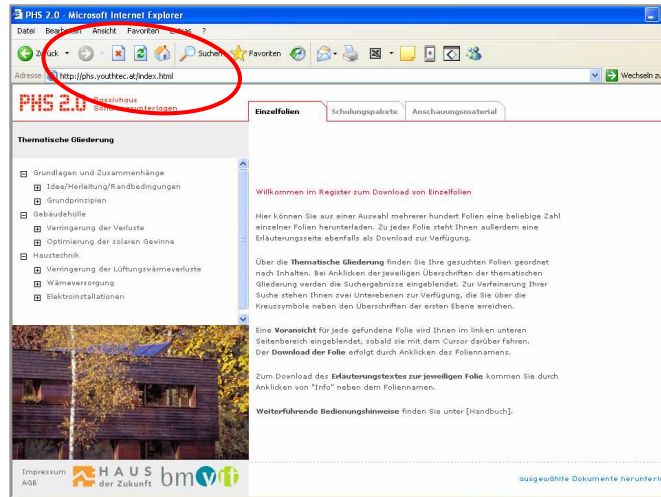 PHS 2.0 - Microsoft Internet Explorer
Datei Bearbeiten Ansicht Favoriten Extras ?
Zurück Suchen Favoriten
Adresse http://phs.youthtec.at/index.html Wechseln zu
PHS 2.0 Passivhaus
Schulungsunterlagen
Einzelfolien Schulungspakete Anschauungsmaterial
Thematische Gliederung
Grundlagen und Zusammenhänge
Idee/Herleitung/Randbedingungen
Grundprinzipien
Gebäudehülle
Verringerung der Verluste
Optimierung der solaren Gewinne
Haustechnik
Verringerung der Lüftungswärmeverluste
Wärmeversorgung
Elektroinstallationen
Willkommen im Register zum Download von Einzelfolien
Hier können Sie aus einer Auswahl mehrerer hundert Folien eine beliebige Zahl
einzelner Folien herunterladen. Zu jeder Folie steht Ihnen außerdem eine
Erläuterungsseite ebenfalls als Download zur Verfügung.
Über die Thematische Gliederung finden Sie Ihre gesuchten Folien geordnet
nach Inhalten. Bei Anklicken der jeweiligen Überschriften der thematischen
Gliederung werden die Suchergebnisse eingeblendet. Zur Verfeinerung Ihrer
Suche stehen Ihnen zwei Unterebenen zur Verfügung, die Sie über die
Kreuzsymbole neben den Überschriften der ersten Ebene erreichen.
Eine Voransicht für jede gefundene Folie wird Ihnen im linken unteren
Seitenbereich eingeblendet, sobald sie mit dem Cursor darüber fahren.
Der Download der Folie erfolgt durch Anklicken des Foliennamens.
Zum Download des Erläuterungstextes zur jeweiligen Folie kommen Sie durch
Anklicken von "Info" neben dem Foliennamen.
Weiterführende Bedienungshinweise finden Sie unter [Handbuch].
Impressum
AGB
HAUS
der Zukunft
bmvit
ausgewählte Dokumente herunterl